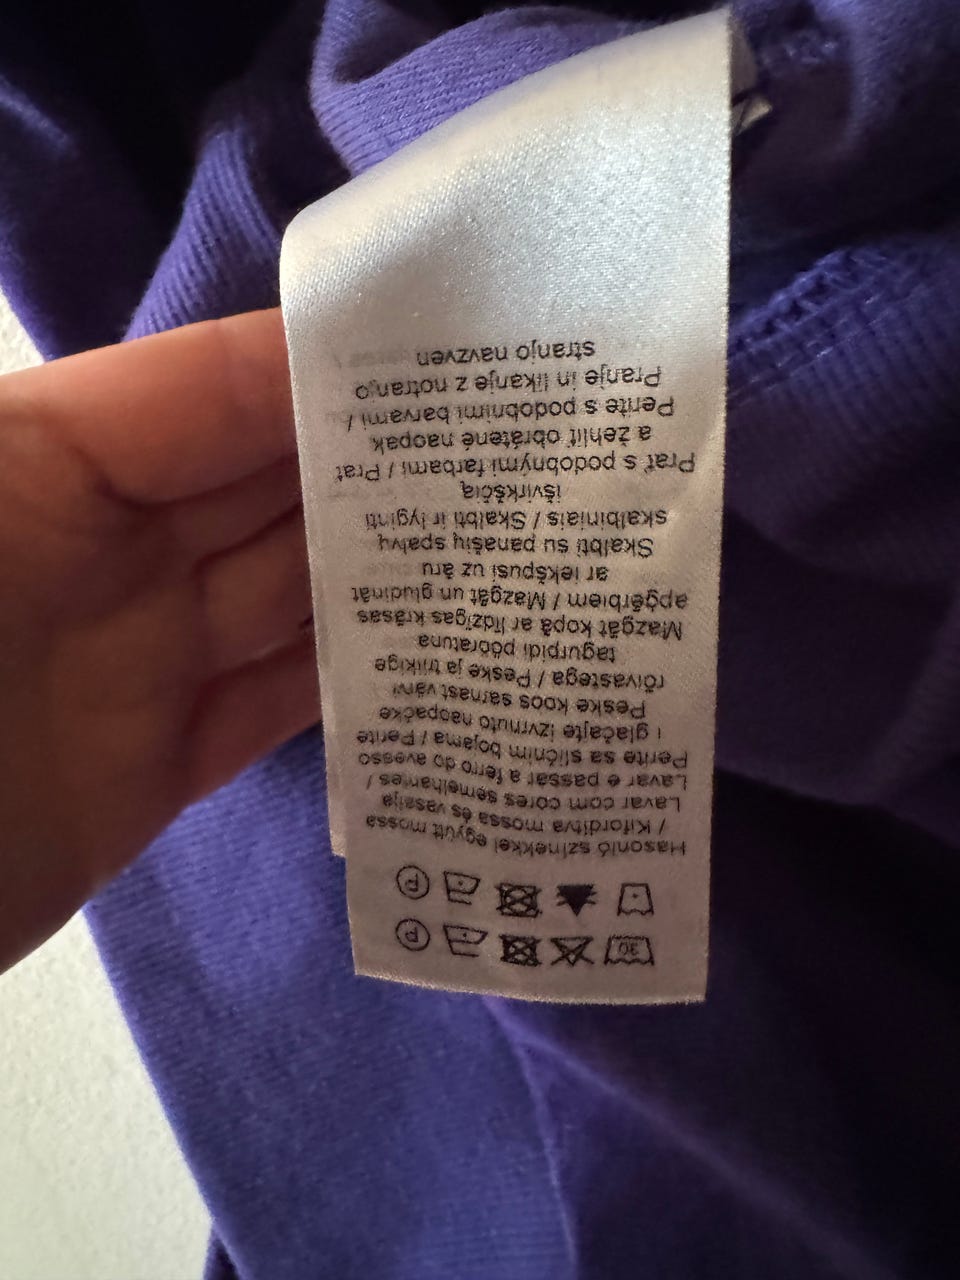 30 P
P
Hasonló színekkel együtt mossa
/ Kifordítva mossa és vasalja
Lavar com cores semelhantes /
Lavar e passar a ferro do avesso
Perite sa sličnim bojama / Perite
i glačajte izvrnuto naopačke
Peske koos sarnast värvi
rõivastega / Peske ja triikige
tagurpidi pööratuna
Mazgāt kopā ar līdzīgas krāsas
apģērbiem / Mazgāt un gludināt
ar iekšpusi uz āru
Skalbti su panašių spalvų
skalbiniais / Skalbti ir lyginti
išvirkščią
Prať s podobnými farbami / Prať
a žehliť obrátené naopak
Perite s podobnimi barvami /
Pranje in likanje z notranjo
stranjo navzven